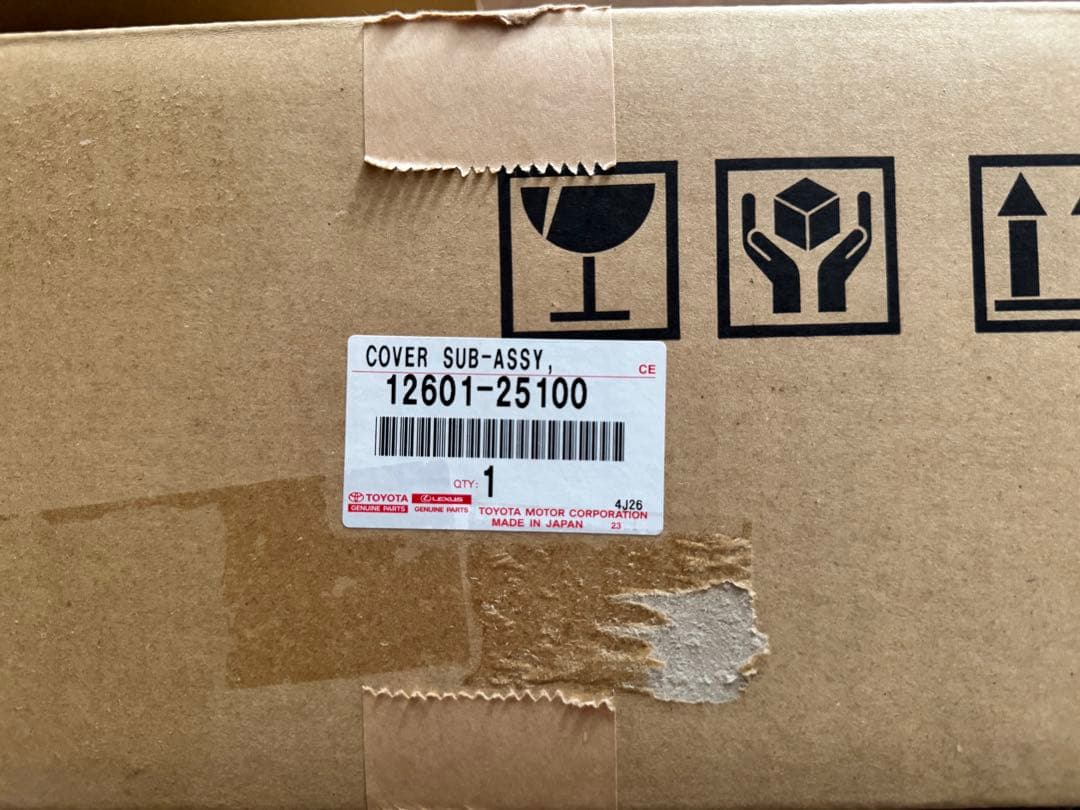 COVER SUB-ASSY,
CE
12601-25100
QTY: 1
4J26
TOYOTA LEXUS
GENUINE PARTS GENUINE PARTS
TOYOTA MOTOR CORPORATION
MADE IN JAPAN 23